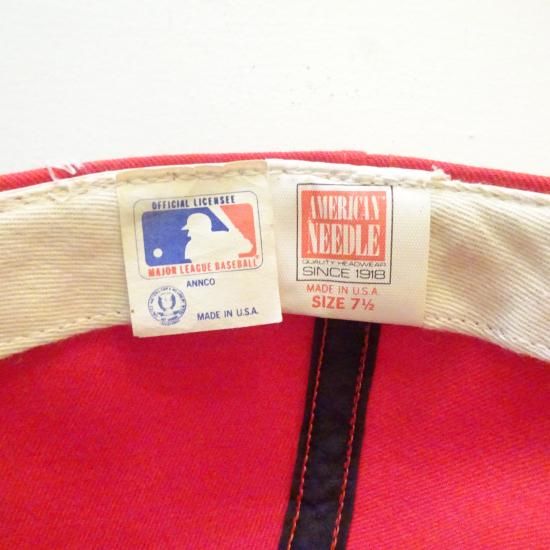 OFFICIAL LICENSEE
MAJOR LEAGUE BASEBALL
ANNCO
MADE IN U.S.A.
AMERICAN
NEEDLE
QUALITY HEADWEAR
SINCE 1918
MADE IN U.S.A
SIZE 7½